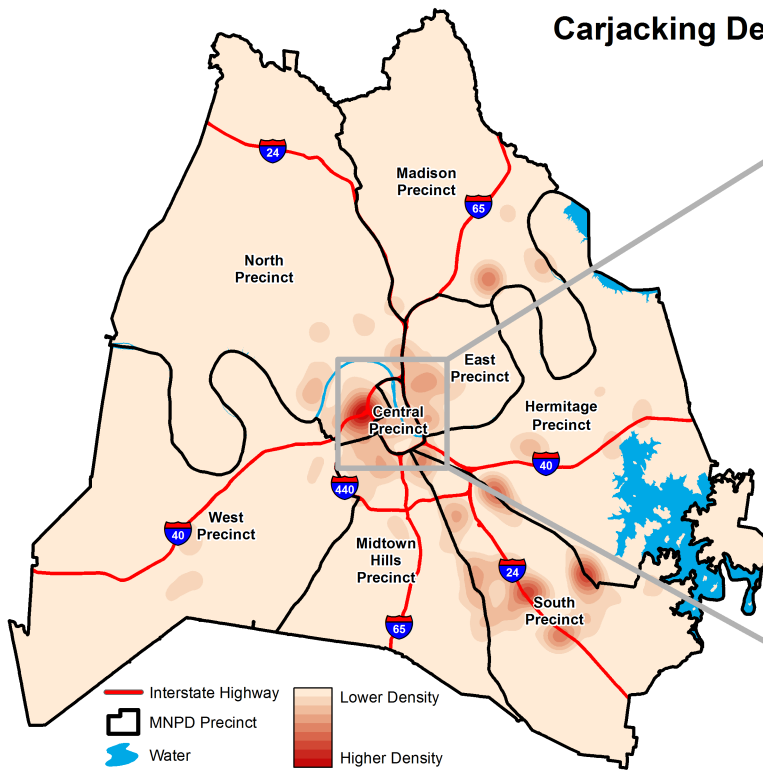 Carjacking De
24
Madison
Precinct
65
North
Precinct
East
Precinct
Hermitage
Precinct
Central
Precinct
40
440
West
Precinct
40
Midtown
Hills
Precinct
24
South
Precinct
65
Interstate Highway
MNPD Precinct
Water
Lower Density
Higher Density